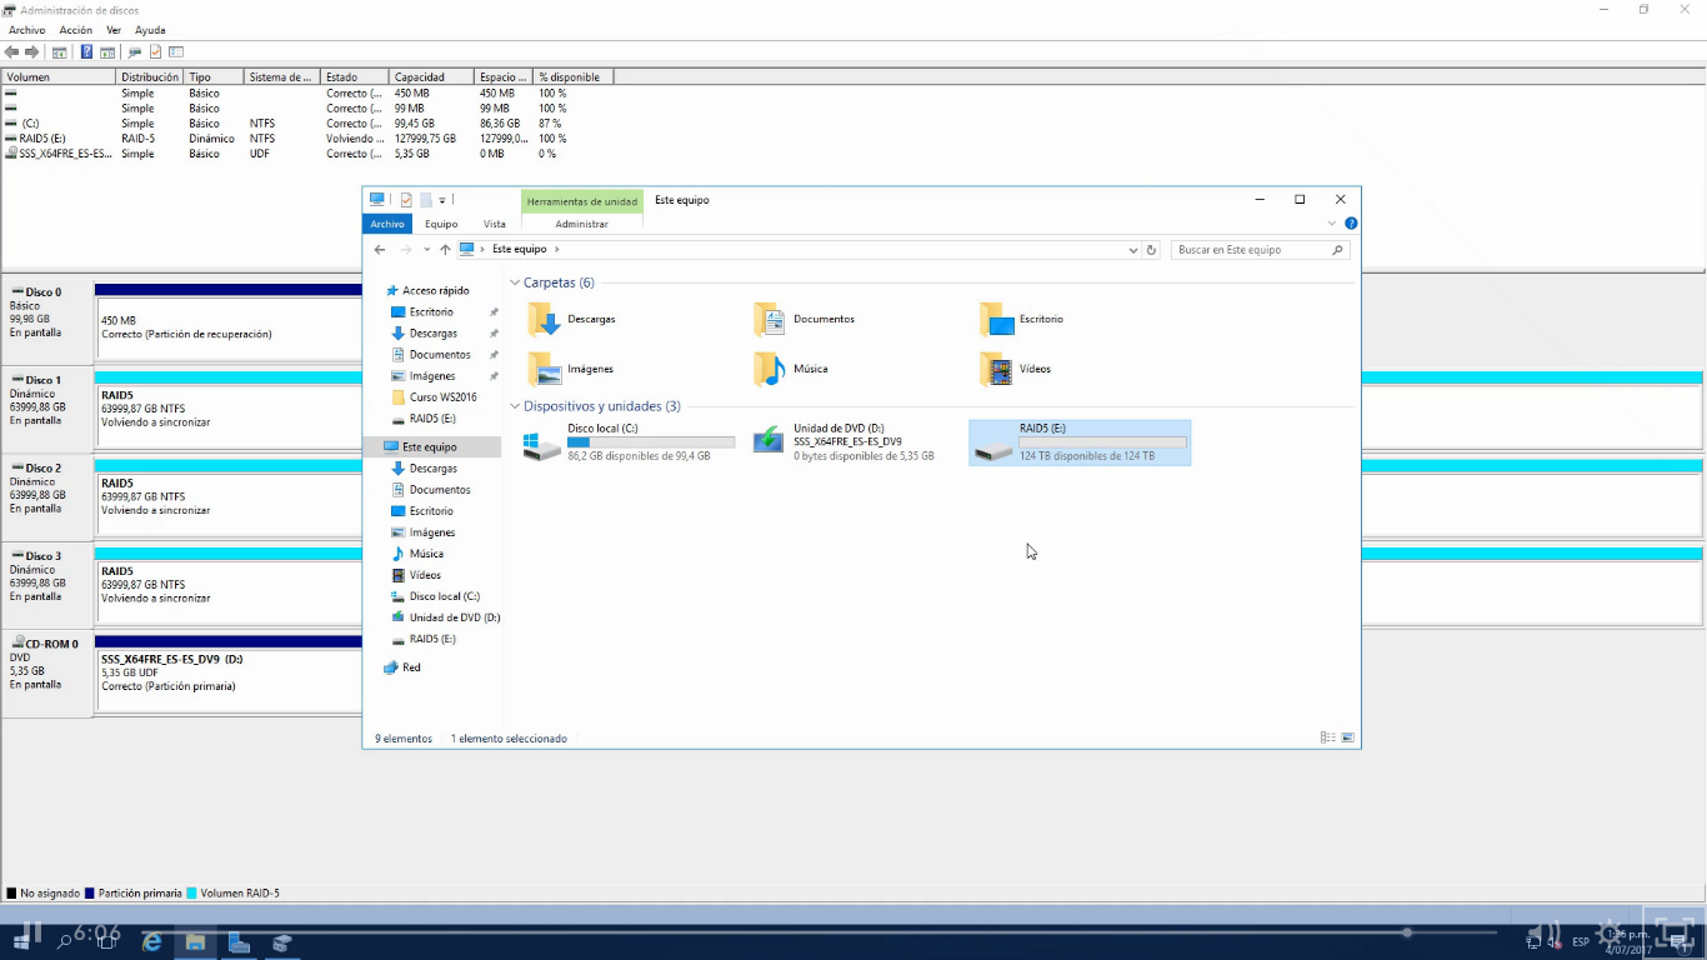 Administración de discos
Archivo Acción Ver Ayuda
Volumen Distribución Tipo Sistema de ... Estado Capacidad Espacio ... % disponible
Simple Básico Correcto (... 450 MB 450 MB 100 %
Simple Básico Correcto (... 99 MB 99 MB 100 %
(C:) Simple Básico NTFS Correcto (... 99,45 GB 86,36 GB 87 %
RAID5 (E:) RAID-5 Dinámico NTFS Volviendo ... 127999,75 GB 127999,0... 100 %
SSS_X64FRE_ES-ES... Simple Básico UDF Correcto (... 5,35 GB 0 MB 0 %
Disco 0
Básico
99,98 GB
En pantalla
450 MB
Correcto (Partición de recuperación)
Disco 1
Dinámico
63999,88 GB
En pantalla
RAID5
63999,87 GB NTFS
Volviendo a sincronizar
Disco 2
Dinámico
63999,88 GB
En pantalla
RAID5
63999,87 GB NTFS
Volviendo a sincronizar
Disco 3
Dinámico
63999,88 GB
En pantalla
RAID5
63999,87 GB NTFS
Volviendo a sincronizar
CD-ROM 0
DVD
5,35 GB
En pantalla
SSS_X64FRE_ES-ES_DV9 (D:)
5,35 GB UDF
Correcto (Partición primaria)
Herramientas de unidad Este equipo
Archivo Equipo Vista Administrar
Este equipo
Buscar en Este equipo
Acceso rápido
Escritorio
Descargas
Documentos
Imágenes
Curso WS2016
RAID5 (E:)
Este equipo
Descargas
Documentos
Escritorio
Imágenes
Música
Vídeos
Disco local (C:)
Unidad de DVD (D:)
RAID5 (E:)
Red
Carpetas (6)
Descargas Documentos Escritorio
Imágenes Música Vídeos
Dispositivos y unidades (3)
Disco local (C:)
86,2 GB disponibles de 99,4 GB
Unidad de DVD (D:)
SSS_X64FRE_ES-ES_DV9
0 bytes disponibles de 5,35 GB
RAID5 (E:)
124 TB disponibles de 124 TB
9 elementos 1 elemento seleccionado
No asignado Partición primaria Volumen RAID-5
6:06
ESP
p.m.
4/07/2017